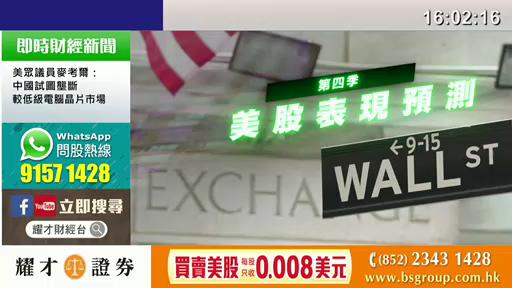 16:02:16
即時財經新聞
美眾議員麥考爾：
中國試圖壟斷
較低級電腦晶片市場
WhatsApp
問股熱線
9157 1428
f YouTube 立即搜尋
耀才財經台
第四季
美股表現預測
←9-15
WALL ST
EXCHANGE
耀才證券
買賣美股 每股只收 0.008美元
(852) 2343 1428
www.bsgroup.com.hk